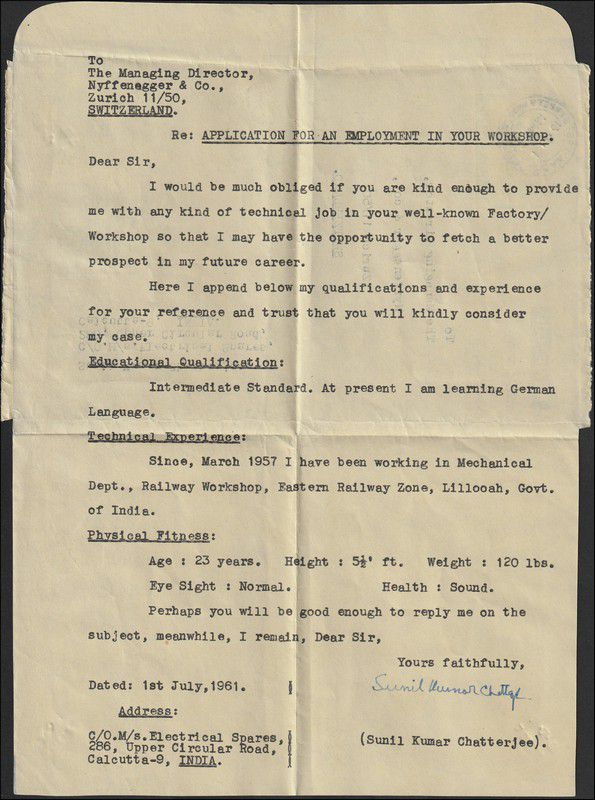 To
The Managing Director,
Nyffenegger & Co.,
Zurich 11/50,
SWITZERLAND.
Re: APPLICATION FOR AN EMPLOYMENT IN YOUR WORKSHOP.
Dear Sir,
I would be much obliged if you are kind enough to provide
me with any kind of technical job in your well-known Factory/
Workshop so that I may have the opportunity to fetch a better
prospect in my future career.
Here I append below my qualifications and experience
for your reference and trust that you will kindly consider
my case.
Educational Qualification:
Intermediate Standard. At present I am learning German
Language.
Technical Experience:
Since, March 1957 I have been working in Mechanical
Dept., Railway Workshop, Eastern Railway Zone, Lillooah, Govt.
of India.
Physical Fitness:
Age : 23 years. Height : 5½' ft. Weight : 120 lbs.
Eye Sight : Normal. Health : Sound.
Perhaps you will be good enough to reply me on the
subject, meanwhile, I remain, Dear Sir,
Yours faithfully,
Dated: 1st July,1961.
Sunil Kumar
Address:
C/O.M/s.Electrical Spares,
286, Upper Circular Road,
Calcutta-9, INDIA.
(Sunil Kumar Chatterjee).